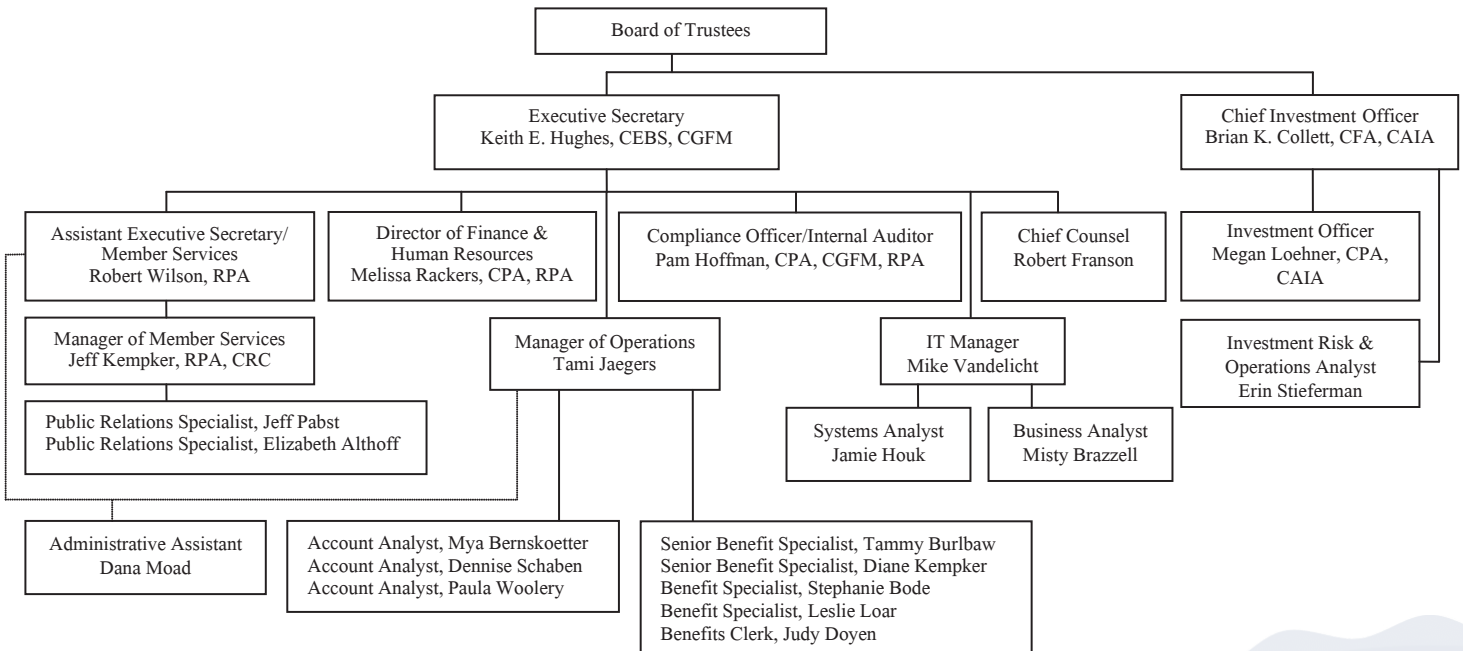 Board of Trustees
Executive Secretary
Keith E. Hughes, CEBS, CGFM
Chief Investment Officer
Brian K. Collett, CFA, CAIA
Assistant Executive Secretary/
Member Services
Robert Wilson, RPA
Director of Finance &
Human Resources
Melissa Rackers, CPA, RPA
Compliance Officer/Internal Auditor
Pam Hoffman, CPA, CGFM, RPA
Chief Counsel
Robert Franson
Investment Officer
Megan Loehner, CPA,
CAIA
Manager of Member Services
Jeff Kempker, RPA, CRC
Manager of Operations
Tami Jaegers
IT Manager
Mike Vandelicht
Investment Risk &
Operations Analyst
Erin Stieferman
Public Relations Specialist, Jeff Pabst
Public Relations Specialist, Elizabeth Althoff
Systems Analyst
Jamie Houk
Business Analyst
Misty Brazzell
Administrative Assistant
Dana Moad
Account Analyst, Mya Bernskoetter
Account Analyst, Dennise Schaben
Account Analyst, Paula Woolery
Senior Benefit Specialist, Tammy Burlbaw
Senior Benefit Specialist, Diane Kempker
Benefit Specialist, Stephanie Bode
Benefit Specialist, Leslie Loar
Benefits Clerk, Judy Doyen